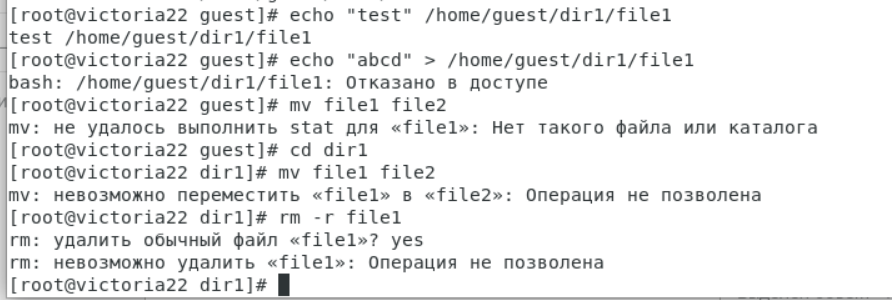 [root@victoria22 guest]# echo "test" /home/guest/dir1/file1
test /home/guest/dir1/file1
[root@victoria22 guest]# echo "abcd" > /home/guest/dir1/file1
bash: /home/guest/dir1/file1: Отказано в доступе
[root@victoria22 guest]# mv file1 file2
mv: не удалось выполнить stat для «file1»: Нет такого файла или каталога
[root@victoria22 guest]# cd dir1
[root@victoria22 dir1]# mv file1 file2
mv: невозможно переместить «file1» в «file2»: Операция не позволена
[root@victoria22 dir1]# rm -r file1
rm: удалить обычный файл «file1»? yes
rm: невозможно удалить «file1»: Операция не позволена
[root@victoria22 dir1]#